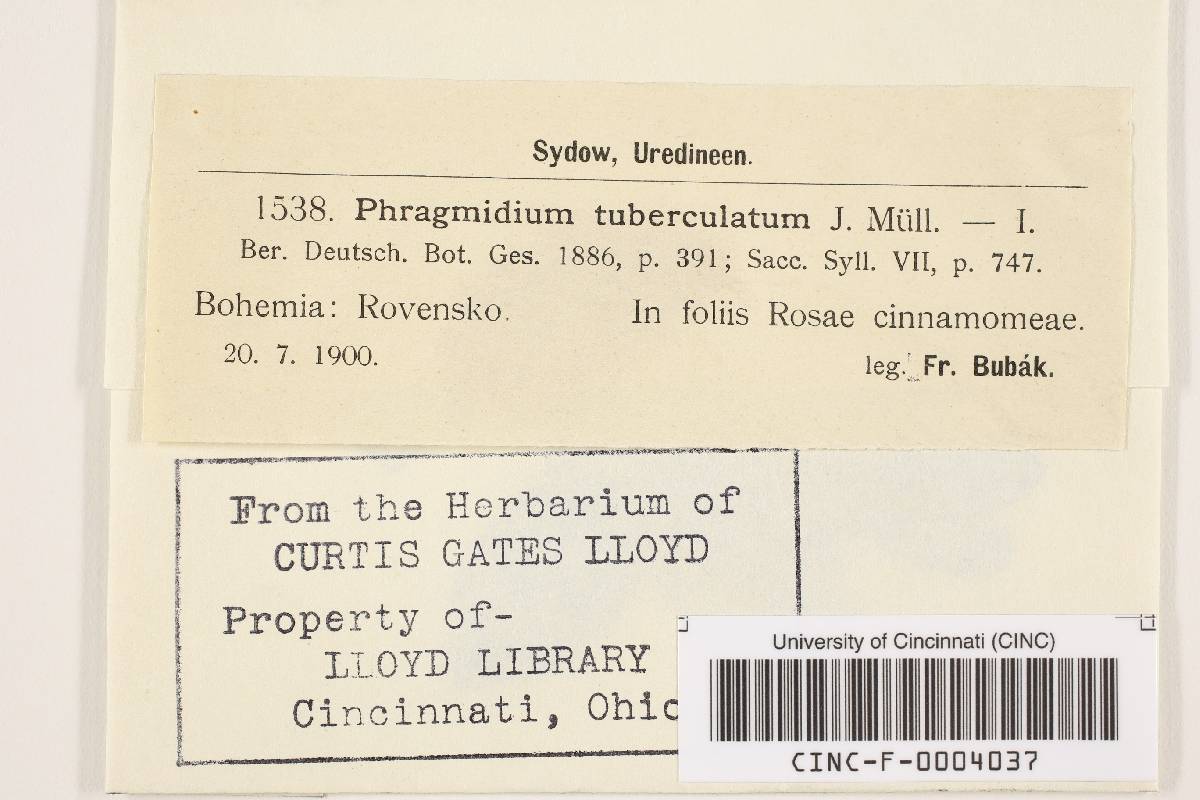 Sydow, Uredineen.
1538. Phragmidium tuberculatum J. Müll. — I.
Ber. Deutsch. Bot. Ges. 1886, p. 391; Sacc. Syll. VII, p. 747.
Bohemia: Rovensko. In foliis Rosae cinnamomeae.
20. 7. 1900. leg. Fr. Bubák.
From the Herbarium of
CURTIS GATES LLOYD
Property of-
LLOYD LIBRARY
Cincinnati, Ohio
University of Cincinnati (CINC)
CINC-F-0004037